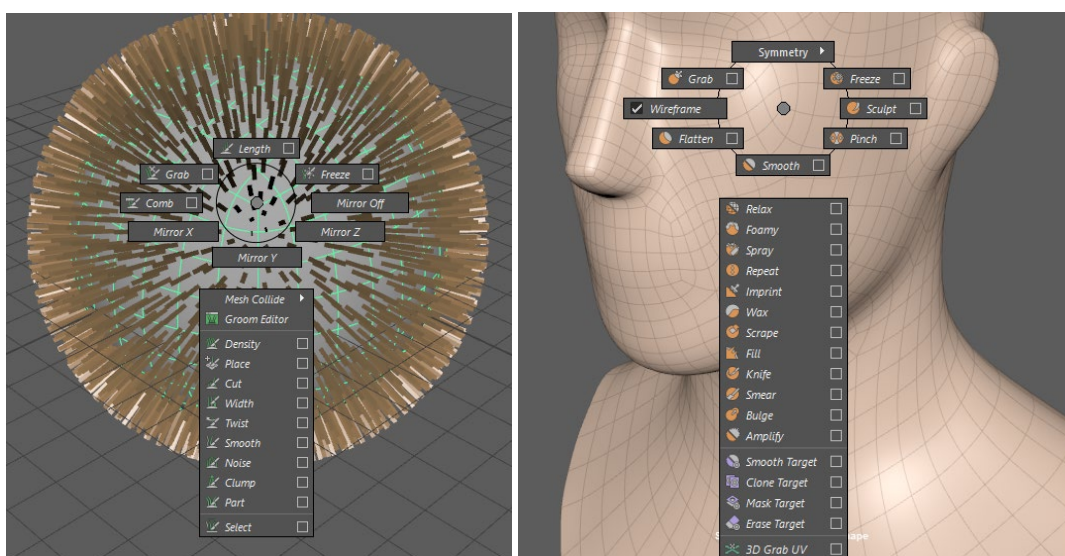 Length
Grab
Freeze
Comb
Mirror Off
Mirror X
Mirror Z
Mirror Y
Mesh Collide
Groom Editor
Density
Place
Cut
Width
Twist
Smooth
Noise
Clump
Part
Select
Symmetry
Grab
Freeze
Wireframe
Sculpt
Flatten
Pinch
Smooth
Relax
Foamy
Spray
Repeat
Imprint
Wax
Scrape
Fill
Knife
Smear
Bulge
Amplify
Smooth Target
Clone Target
Mask Target
Erase Target
3D Grab UV